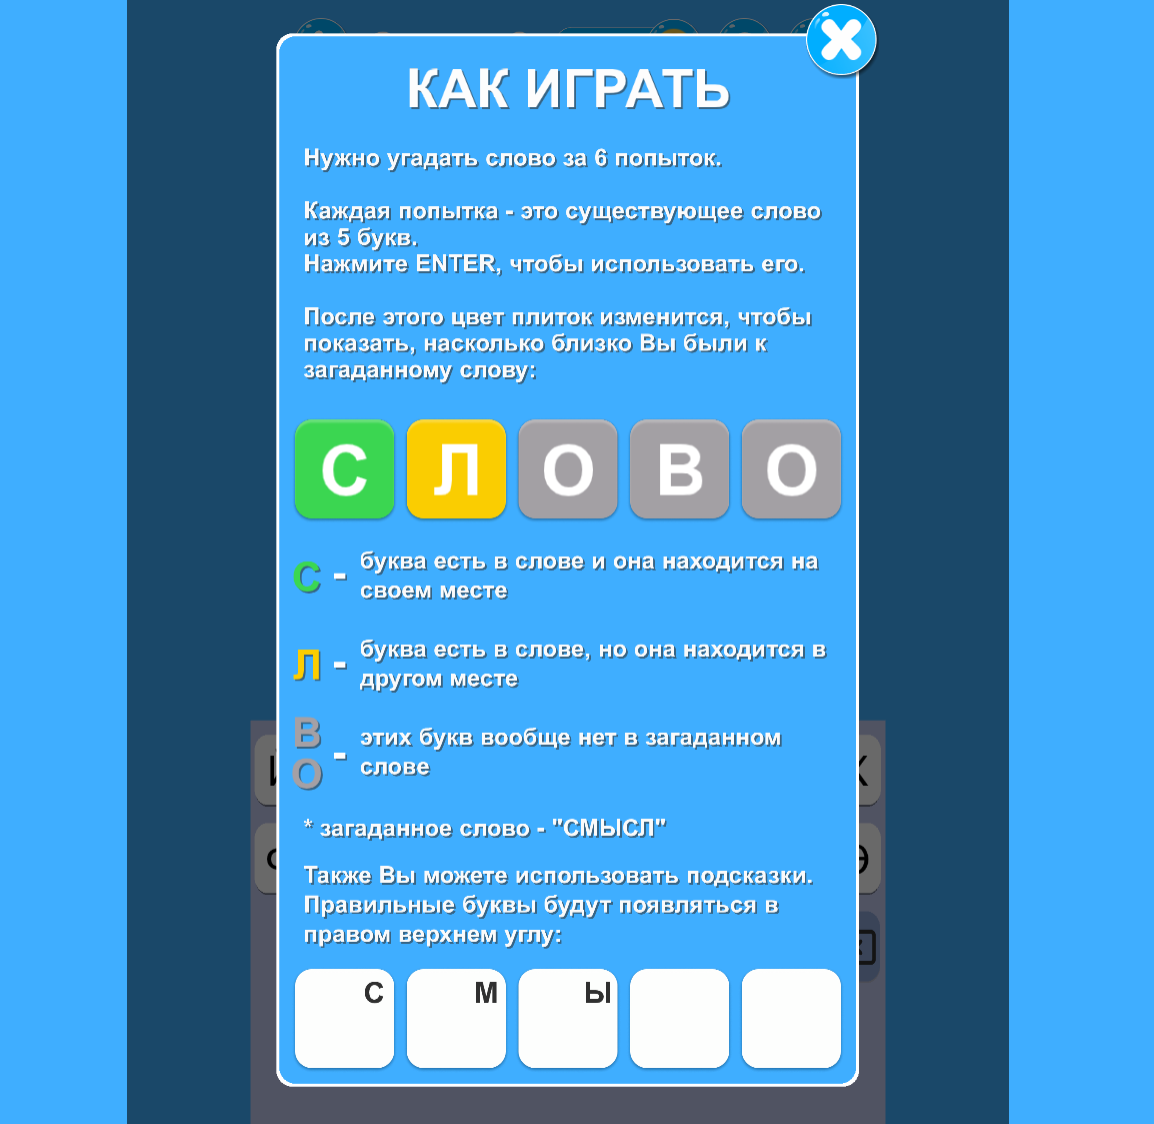 КАК ИГРАТЬ
Нужно угадать слово за 6 попыток.
Каждая попытка - это существующее слово
из 5 букв.
Нажмите ENTER, чтобы использовать его.
После этого цвет плиток изменится, чтобы
показать, насколько близко Вы были к
загаданному слову:
С Л О В О
С - буква есть в слове и она находится на
своем месте
Л - буква есть в слове, но она находится в
другом месте
В
О - этих букв вообще нет в загаданном
слове
* загаданное слово - "СМЫСЛ"
Также Вы можете использовать подсказки.
Правильные буквы будут появляться в
правом верхнем углу:
С М Ы